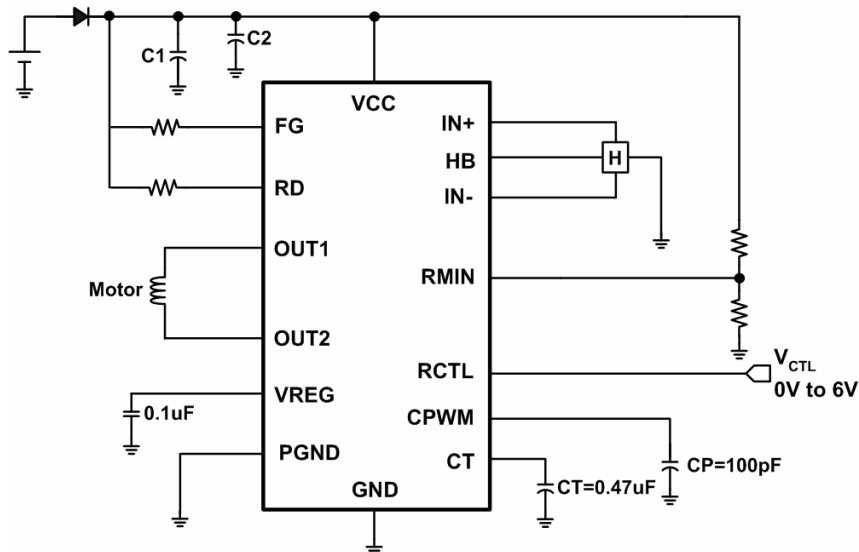 C1
C2
VCC
FG
RD
OUT1
OUT2
Motor
VREG
0.1uF
PGND
GND
IN+
HB
IN-
H
RMIN
RCTL
V_CTL
0V to 6V
CPWM
CP=100pF
CT
CT=0.47uF